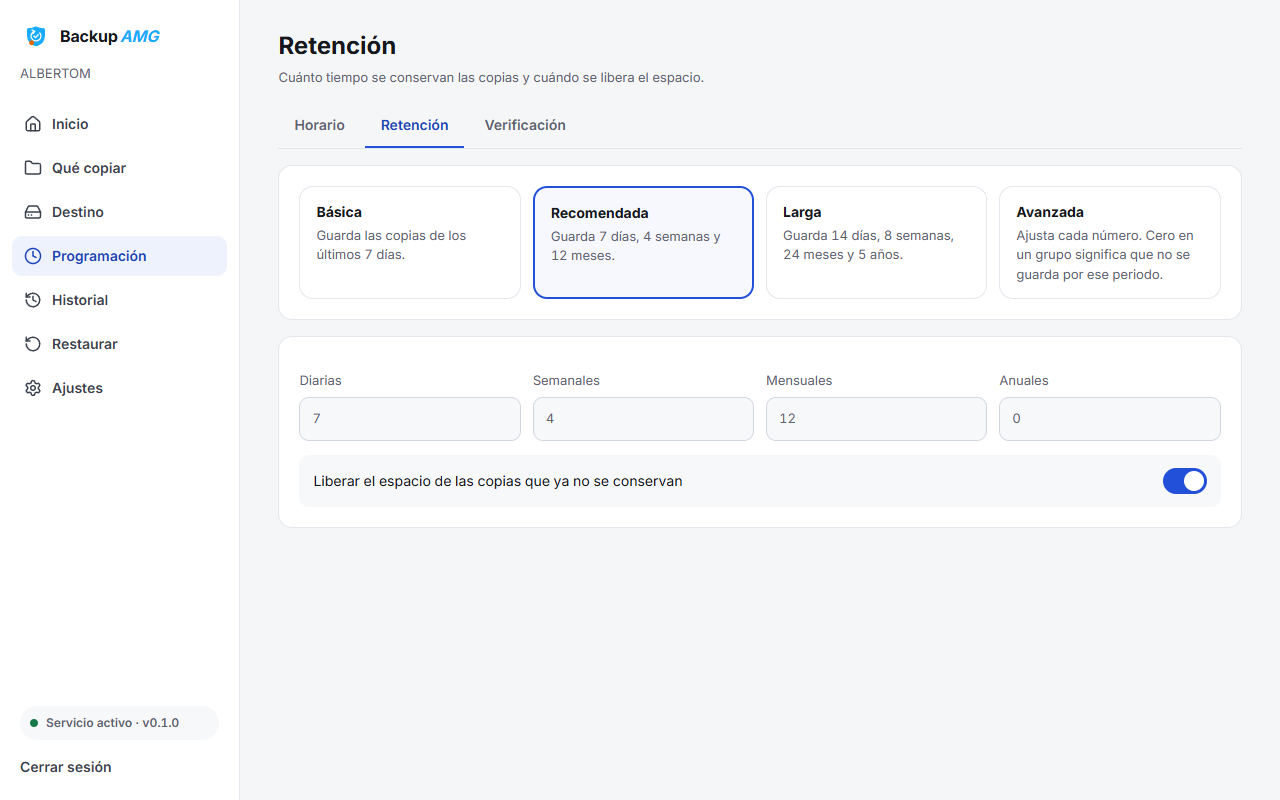 Backup AMG
ALBERTOM
Inicio
Qué copiar
Destino
Programación
Historial
Restaurar
Ajustes
Servicio activo · v0.1.0
Cerrar sesión
Retención
Cuánto tiempo se conservan las copias y cuándo se libera el espacio.
Horario
Retención
Verificación
Básica
Guarda las copias de los
últimos 7 días.
Recomendada
Guarda 7 días, 4 semanas y
12 meses.
Larga
Guarda 14 días, 8 semanas,
24 meses y 5 años.
Avanzada
Ajusta cada número. Cero en
un grupo significa que no se
guarda por ese periodo.
Diarias
7
Semanales
4
Mensuales
12
Anuales
0
Liberar el espacio de las copias que ya no se conservan